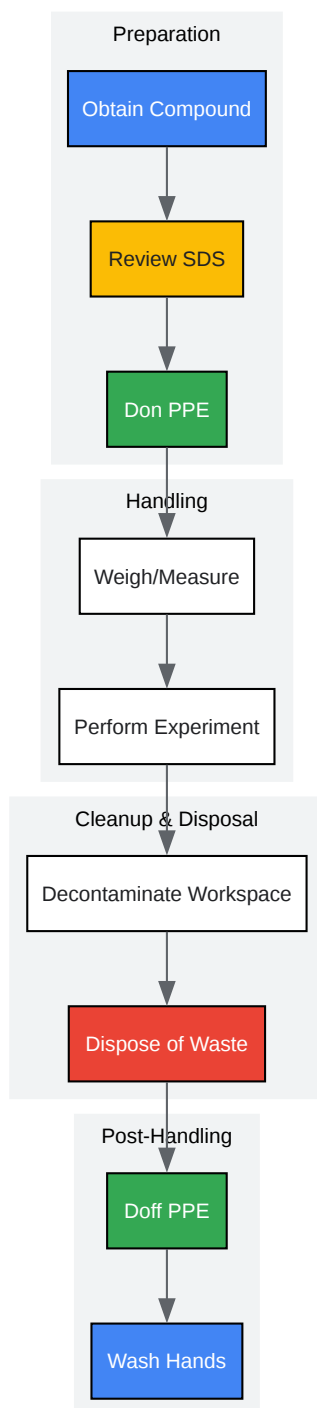 Preparation
Obtain Compound
Review SDS
Don PPE
Handling
Weigh/Measure
Perform Experiment
Cleanup & Disposal
Decontaminate Workspace
Dispose of Waste
Post-Handling
Doff PPE
Wash Hands